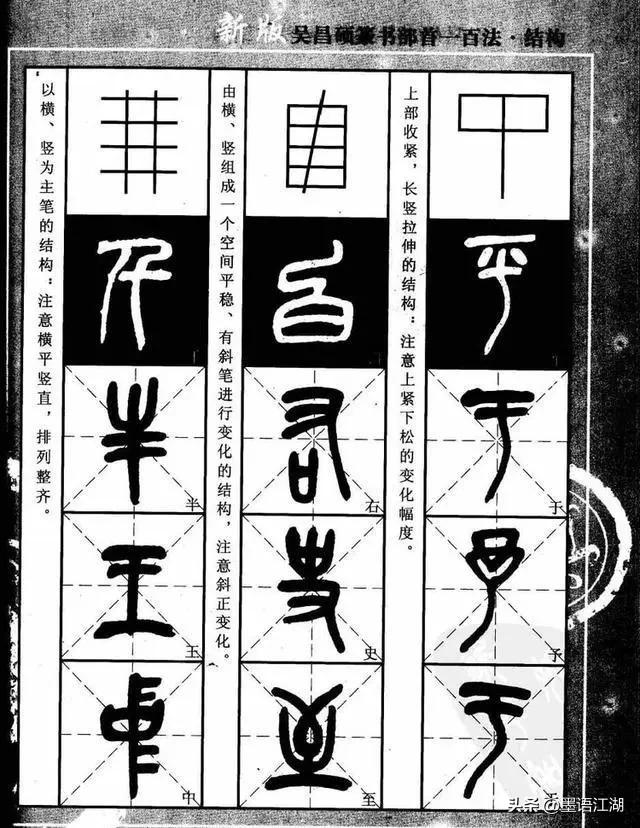 新版 吴昌硕篆书部首一百法·结构
上部收紧，长竖拉伸的结构：注意上紧下松的变化幅度。
于
予
由横、竖组成一个空间平稳、有斜笔进行变化的结构，注意斜正变化。
右
史
至
以横、竖为主笔的结构：注意横平竖直，排列整齐。
半
王
中
头条 @墨语江湖